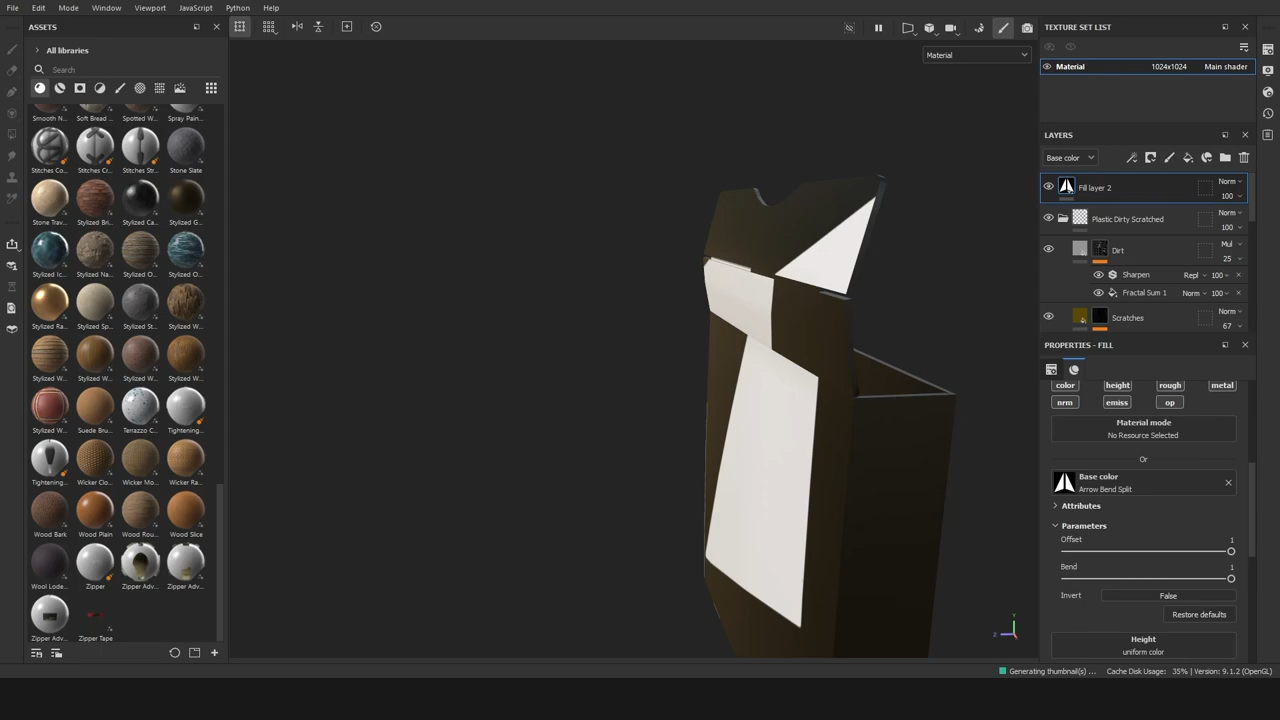 File Edit Mode Window Viewport JavaScript Python Help
ASSETS
All libraries
Search
Smooth N... Soft Bread ... Spotted W... Spray Pain...
Stitches Co... Stitches Cr... Stitches Str... Stone Slate
Stone Trav... Stylized Bri... Stylized Ca... Stylized G...
Stylized Ic... Stylized Na... Stylized O... Stylized O...
Stylized Ra... Stylized Sp... Stylized St... Stylized W...
Stylized W... Stylized W... Stylized W... Stylized W...
Stylized W... Suede Bru... Terrazzo C... Tightening...
Tightening... Wicker Clo... Wicker Mo... Wicker Ra...
Wood Bark Wood Plain Wood Rou... Wood Slice
Wool Lode... Zipper Zipper Adv... Zipper Adv...
Zipper Adv... Zipper Tape
Material
Y
Z
TEXTURE SET LIST
Material 1024x1024 Main shader
LAYERS
Base color
Fill layer 2 Norm
100
Plastic Dirty Scratched Norm
100
Dirt Mul
25
Sharpen Repl 100
Fractal Sum 1 Norm 100
Scratches Norm
67
PROPERTIES - FILL
color height rough metal
nrm emiss op
Material mode
No Resource Selected
Or
Base color
Arrow Bend Split
Attributes
Parameters
Offset 1
Bend 1
Invert False
Restore defaults
Height
uniform color
Generating thumbnail(s) ... Cache Disk Usage: 35% | Version: 9.1.2 (OpenGL)